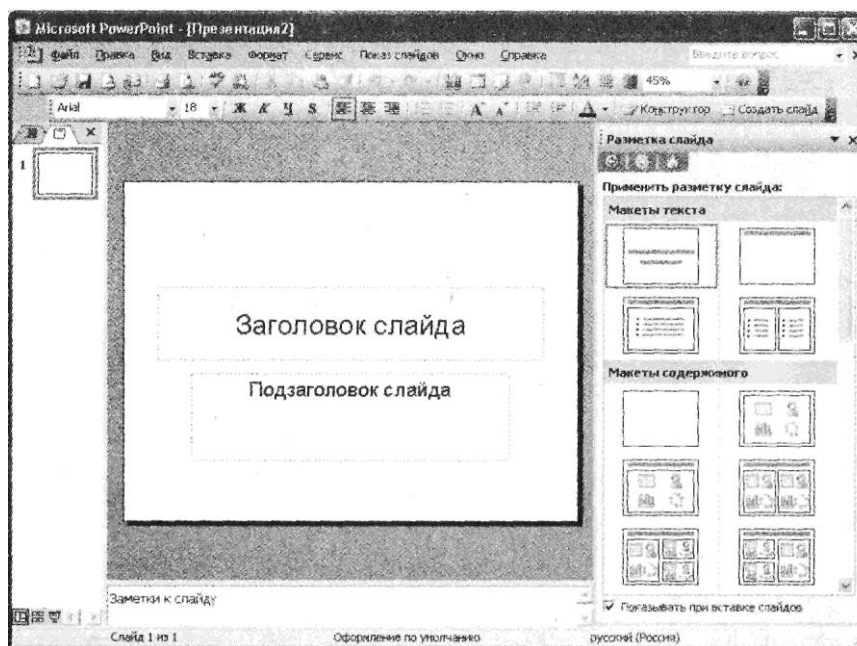 Microsoft PowerPoint - [Презентация2]
Файл Правка Вид Вставка Формат Сервис Показ слайдов Окно Справка Введите вопрос
45%
Arial 18 Ж К Ч S A A A Конструктор Создать слайд
Разметка слайда
1
Применить разметку слайда:
Макеты текста
Заголовок слайда
Подзаголовок слайда
Макеты содержимого
Заметки к слайду
Показывать при вставке слайдов
Слайд 1 из 1 Оформление по умолчанию русский (Россия)